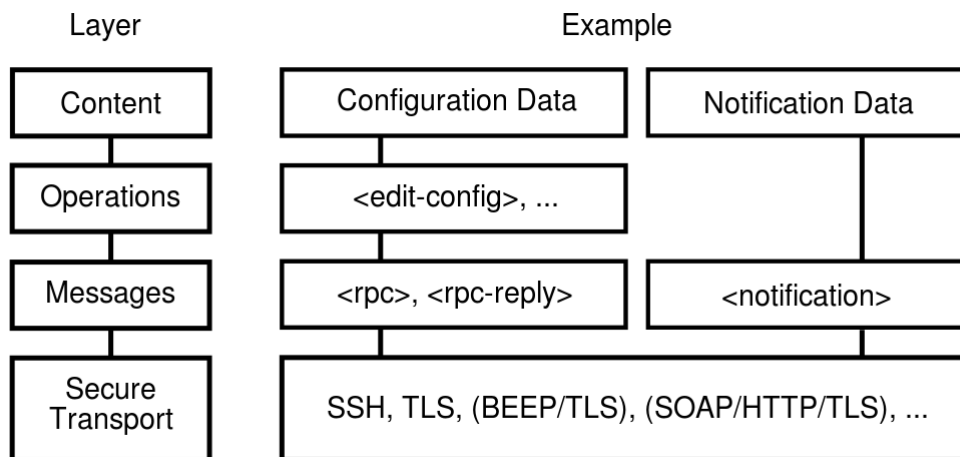 Layer Example
Content Configuration Data Notification Data
Operations <edit-config>, ...
Messages <rpc>, <rpc-reply> <notification>
Secure
Transport
SSH, TLS, (BEEP/TLS), (SOAP/HTTP/TLS), ...